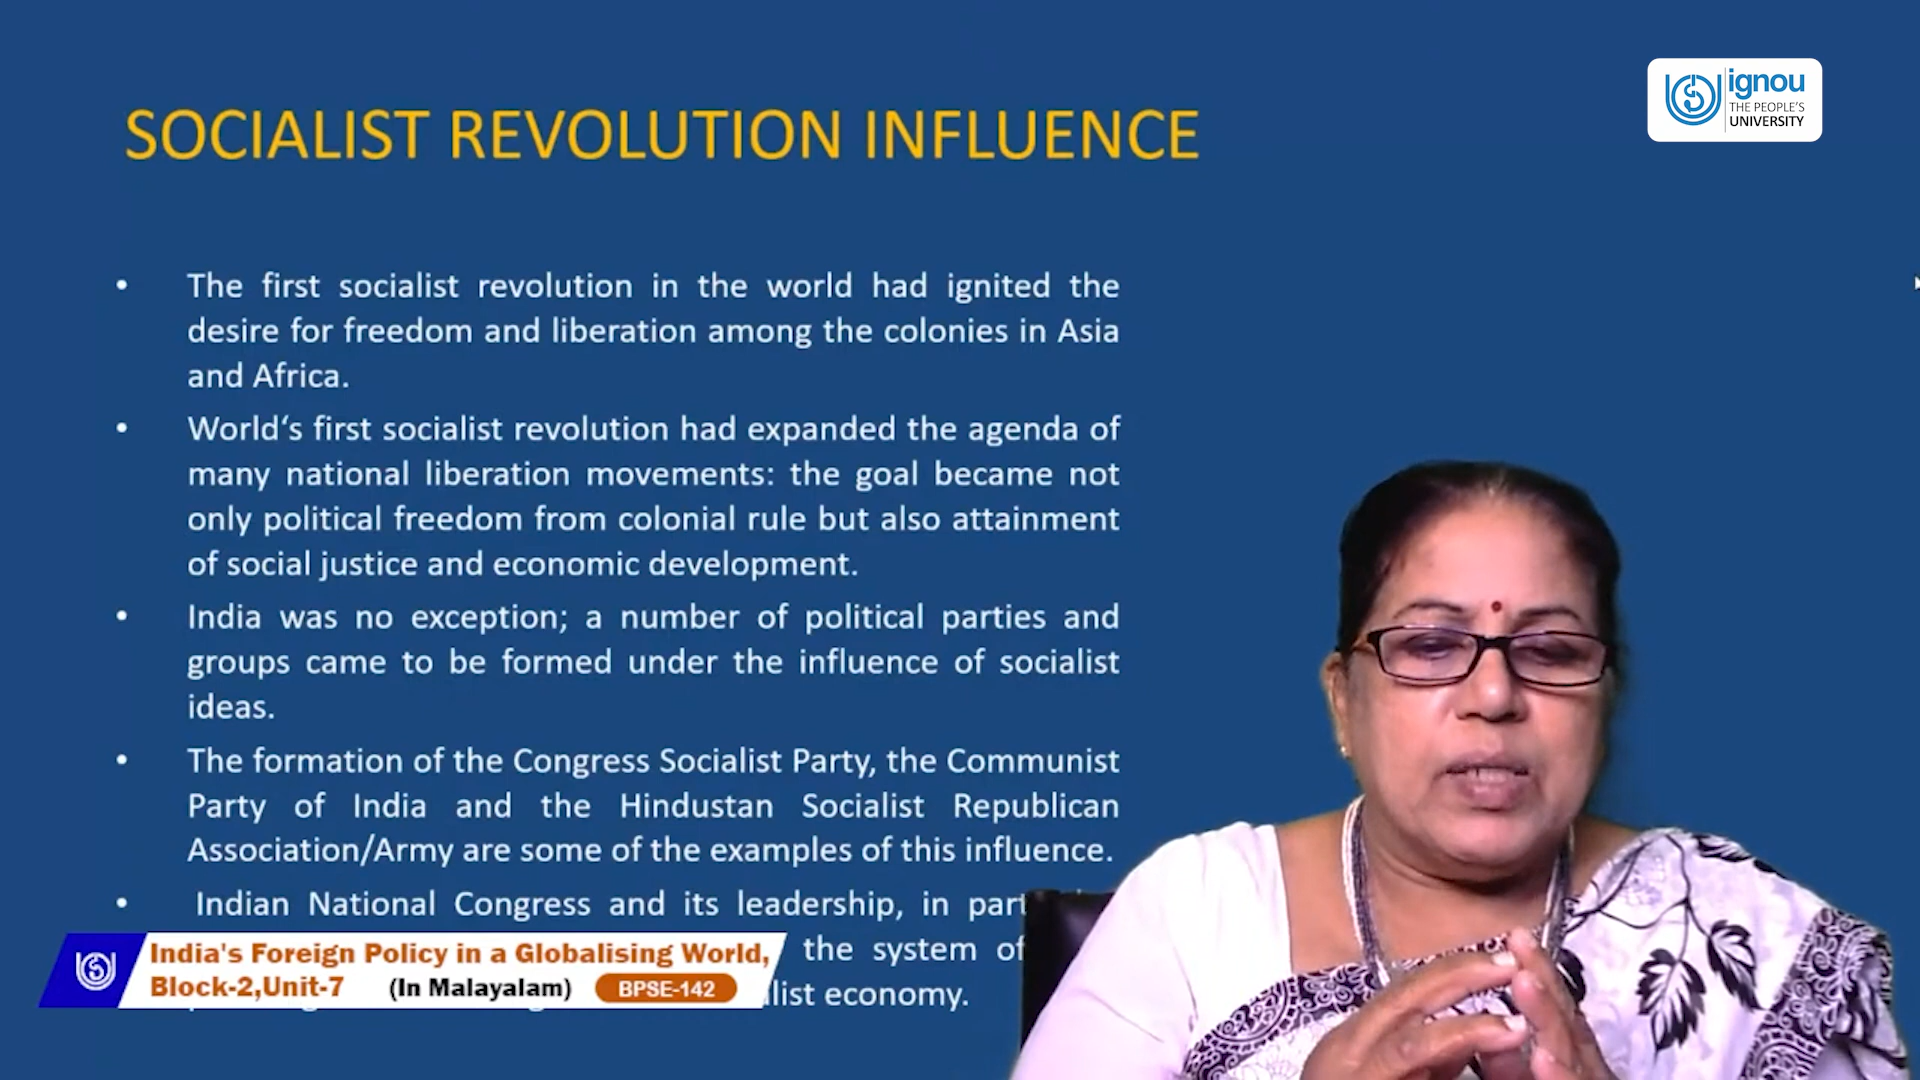 SOCIALIST REVOLUTION INFLUENCE
ignou
THE PEOPLE'S
UNIVERSITY
• The first socialist revolution in the world had ignited the
desire for freedom and liberation among the colonies in Asia
and Africa.
• World‘s first socialist revolution had expanded the agenda of
many national liberation movements: the goal became not
only political freedom from colonial rule but also attainment
of social justice and economic development.
• India was no exception; a number of political parties and
groups came to be formed under the influence of socialist
ideas.
• The formation of the Congress Socialist Party, the Communist
Party of India and the Hindustan Socialist Republican
Association/Army are some of the examples of this influence.
• Indian National Congress and its leadership, in
the system of
economy.
India's Foreign Policy in a Globalising World,
Block-2,Unit-7 (In Malayalam) BPSE-142